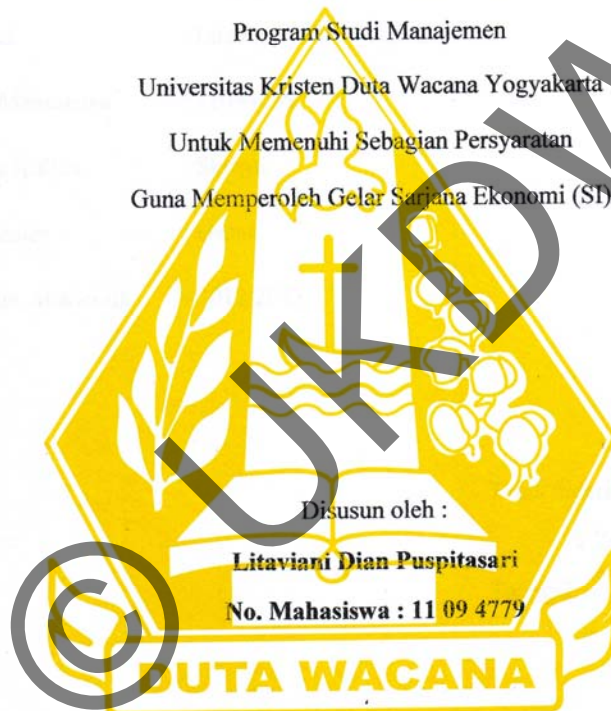 Program Studi Manajemen
Universitas Kristen Duta Wacana Yogyakarta
Untuk Memenuhi Sebagian Persyaratan
Guna Memperoleh Gelar Sarjana Ekonomi (SI)
Disusun oleh :
Litaviani Dian Puspitasari
No. Mahasiswa : 11 09 4779
DUTA WACANA
© UKDW